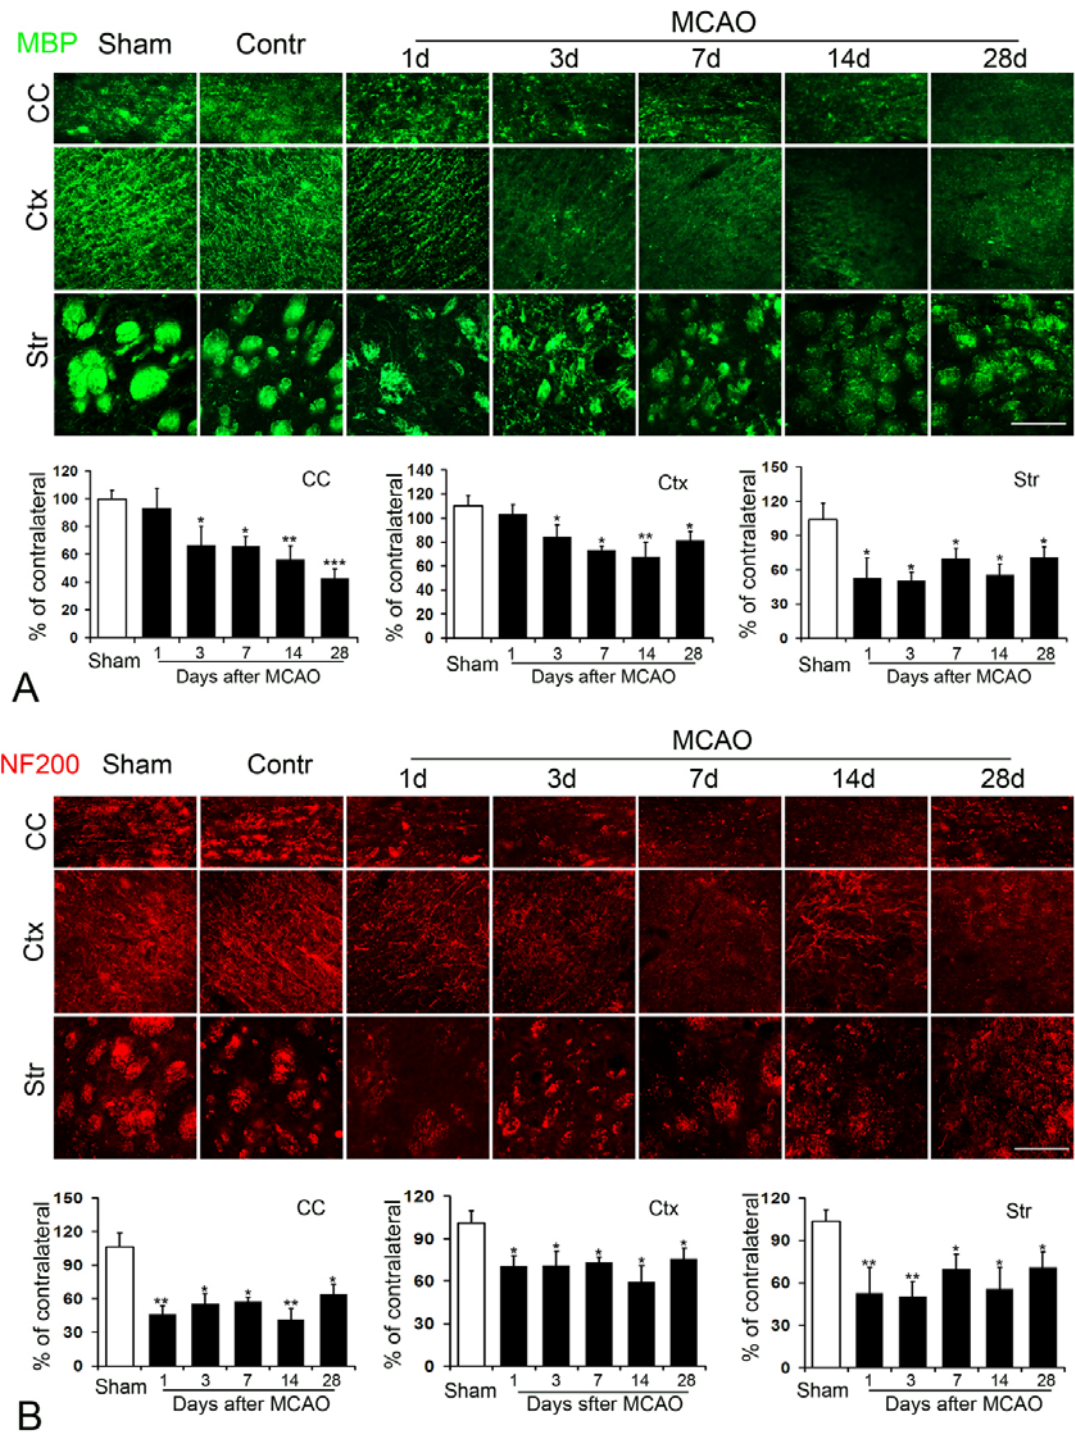 MCAO
MBP Sham Contr 1d 3d 7d 14d 28d
CC
Ctx
Str
% of contralateral
120
100
80
60
40
20
0
CC
*
*
**
***
Sham 1 3 7 14 28
Days after MCAO
% of contralateral
140
120
100
80
60
40
20
0
Ctx
*
*
**
*
Sham 1 3 7 14 28
Days after MCAO
% of contralateral
150
120
90
60
30
0
Str
*
*
*
*
*
Sham 1 3 7 14 28
Days after MCAO
A
MCAO
NF200 Sham Contr 1d 3d 7d 14d 28d
CC
Ctx
Str
% of contralateral
150
120
90
60
30
0
CC
**
*
*
**
*
Sham 1 3 7 14 28
Days after MCAO
% of contralateral
120
90
60
30
0
Ctx
*
*
*
*
*
Sham 1 3 7 14 28
Days sfter MCAO
% of contralateral
120
90
60
30
0
Str
**
**
*
*
*
Sham 1 3 7 14 28
Days after MCAO
B